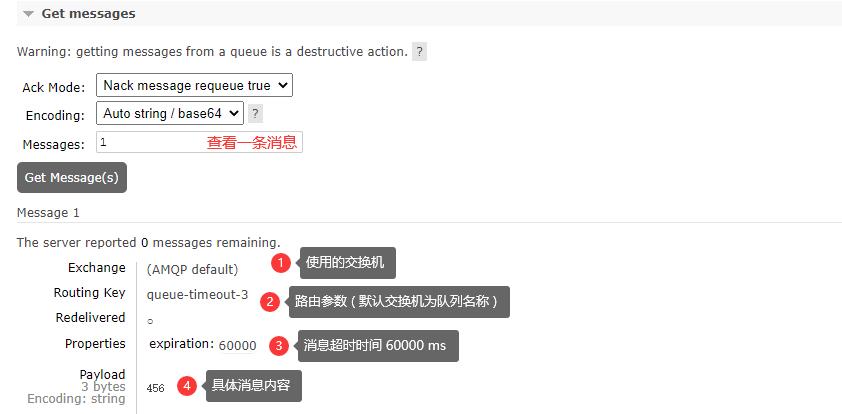 Get messages
Warning: getting messages from a queue is a destructive action. ?
Ack Mode: Nack message requeue true
Encoding: Auto string / base64 ?
Messages: 1 查看一条消息
Get Message(s)
Message 1
The server reported 0 messages remaining.
Exchange (AMQP default) 1 使用的交换机
Routing Key queue-timeout-3 2 路由参数 ( 默认交换机为队列名称 )
Redelivered ○
Properties expiration: 60000 3 消息超时时间 60000 ms
Payload
3 bytes 456 4 具体消息内容
Encoding: string